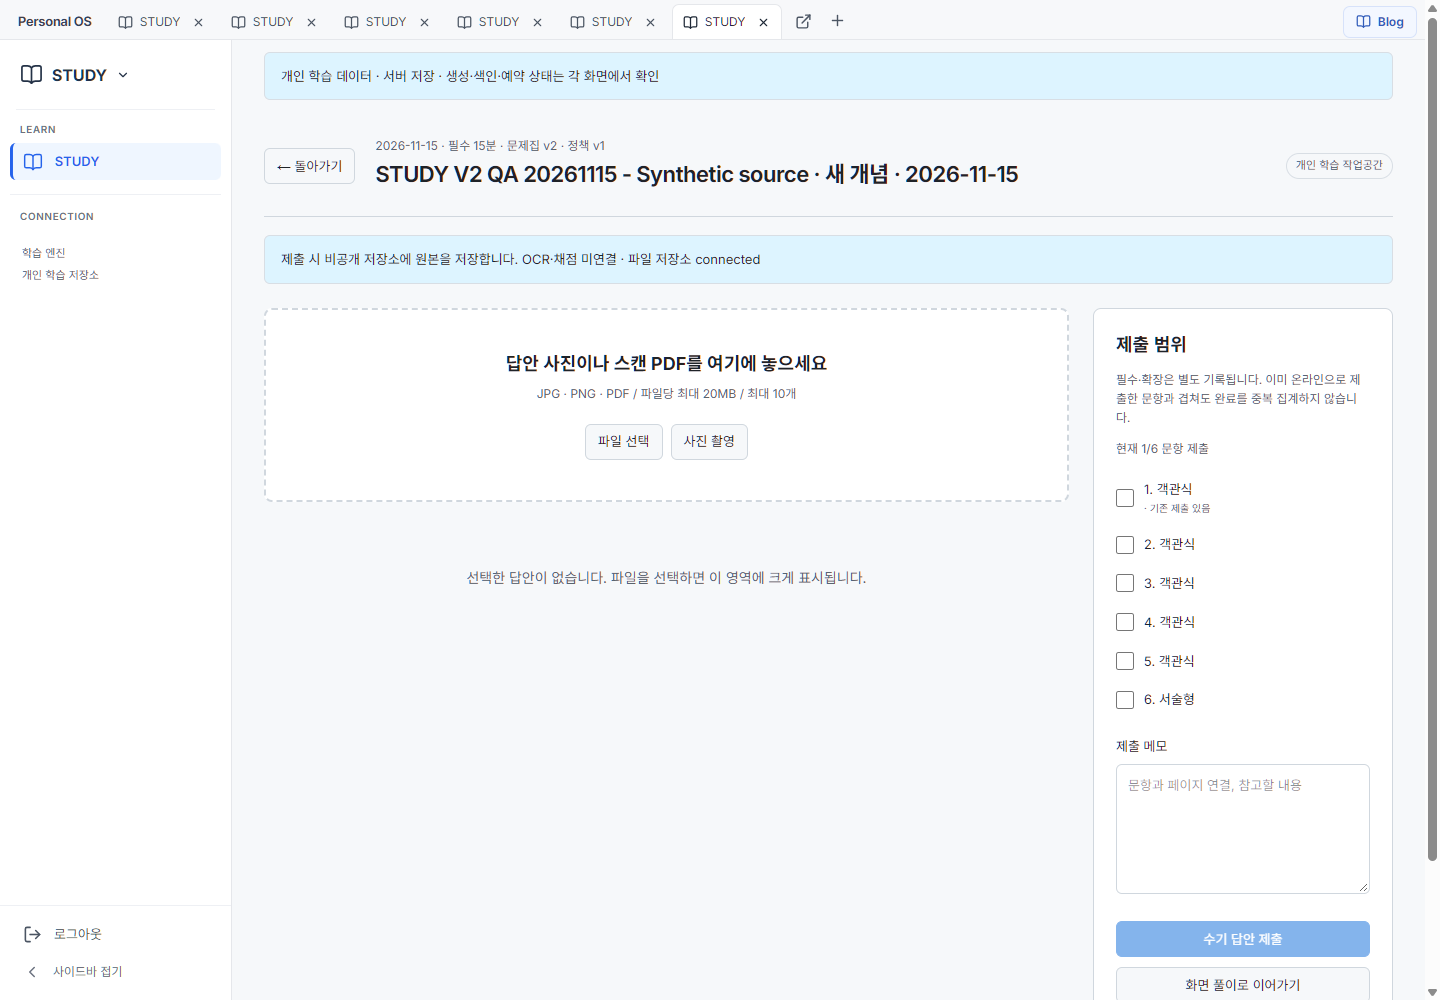 Personal OS
STUDY
STUDY
STUDY
STUDY
STUDY
STUDY
Blog
STUDY
LEARN
STUDY
CONNECTION
학습 엔진
개인 학습 저장소
로그아웃
사이드바 접기
개인 학습 데이터 · 서버 저장 · 생성·색인·예약 상태는 각 화면에서 확인
← 돌아가기
2026-11-15 · 필수 15분 · 문제집 v2 · 정책 v1
STUDY V2 QA 20261115 - Synthetic source · 새 개념 · 2026-11-15
개인 학습 작업공간
제출 시 비공개 저장소에 원본을 저장합니다. OCR·채점 미연결 · 파일 저장소 connected
답안 사진이나 스캔 PDF를 여기에 놓으세요
JPG · PNG · PDF / 파일당 최대 20MB / 최대 10개
파일 선택
사진 촬영
선택한 답안이 없습니다. 파일을 선택하면 이 영역에 크게 표시됩니다.
제출 범위
필수·확장은 별도 기록됩니다. 이미 온라인으로 제
출한 문항과 겹쳐도 완료를 중복 집계하지 않습니
다.
현재 1/6 문항 제출
1. 객관식
· 기존 제출 있음
2. 객관식
3. 객관식
4. 객관식
5. 객관식
6. 서술형
제출 메모
문항과 페이지 연결, 참고할 내용
수기 답안 제출
화면 풀이로 이어가기